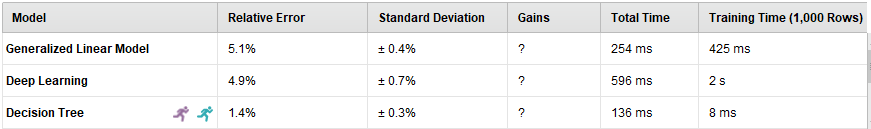 Model Relative Error Standard Deviation Gains Total Time Training Time (1,000 Rows)
Generalized Linear Model 5.1% ± 0.4% ? 254 ms 425 ms
Deep Learning 4.9% ± 0.7% ? 596 ms 2 s
Decision Tree 1.4% ± 0.3% ? 136 ms 8 ms